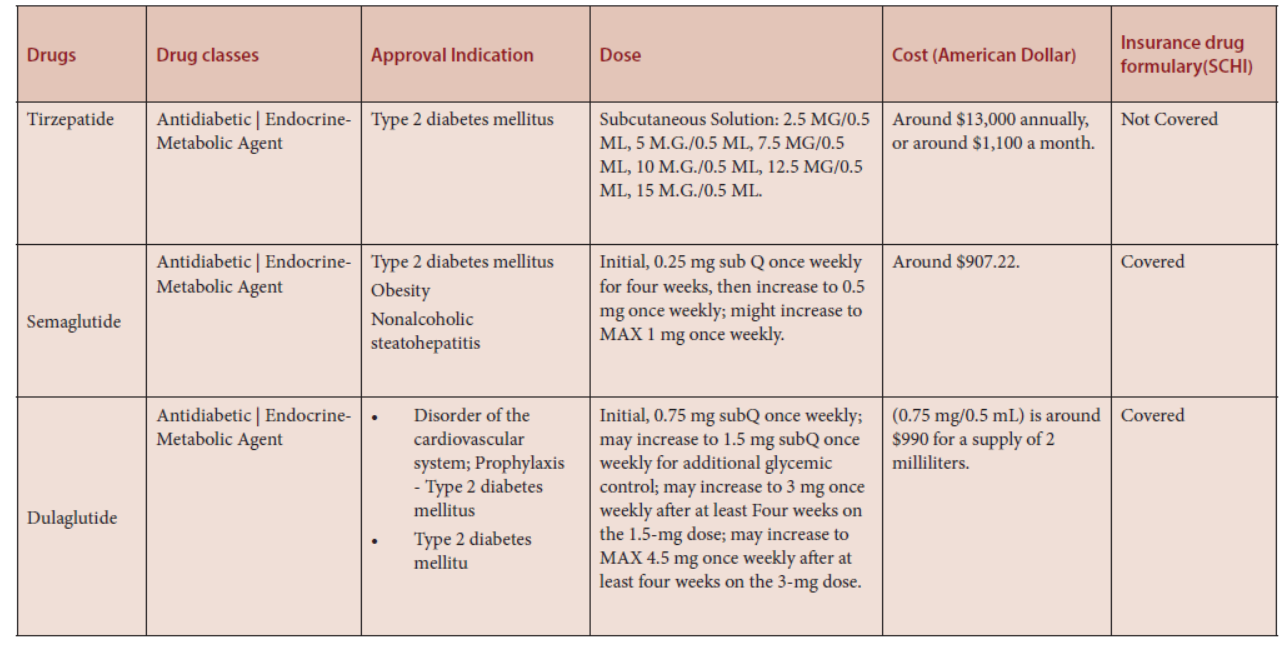 Drugs
Drug classes
Approval Indication
Dose
Cost (American Dollar)
Insurance drug
formulary(SCHI)
Tirzepatide
Antidiabetic | Endocrine-
Metabolic Agent
Type 2 diabetes mellitus
Subcutaneous Solution: 2.5 MG/0.5
ML, 5 M.G./0.5 ML, 7.5 MG/0.5
ML, 10 M.G./0.5 ML, 12.5 MG/0.5
ML, 15 M.G./0.5 ML.
Around $13,000 annually,
or around $1,100 a month.
Not Covered
Semaglutide
Antidiabetic | Endocrine-
Metabolic Agent
Type 2 diabetes mellitus
Obesity
Nonalcoholic
steatohepatitis
Initial, 0.25 mg sub Q once weekly
for four weeks, then increase to 0.5
mg once weekly; might increase to
MAX 1 mg once weekly.
Around $907.22.
Covered
Dulaglutide
Antidiabetic | Endocrine-
Metabolic Agent
• Disorder of the
cardiovascular
system; Prophylaxis
- Type 2 diabetes
mellitus
• Type 2 diabetes
mellitu
Initial, 0.75 mg subQ once weekly;
may increase to 1.5 mg subQ once
weekly for additional glycemic
control; may increase to 3 mg once
weekly after at least Four weeks on
the 1.5-mg dose; may increase to
MAX 4.5 mg once weekly after at
least four weeks on the 3-mg dose.
(0.75 mg/0.5 mL) is around
$990 for a supply of 2
milliliters.
Covered